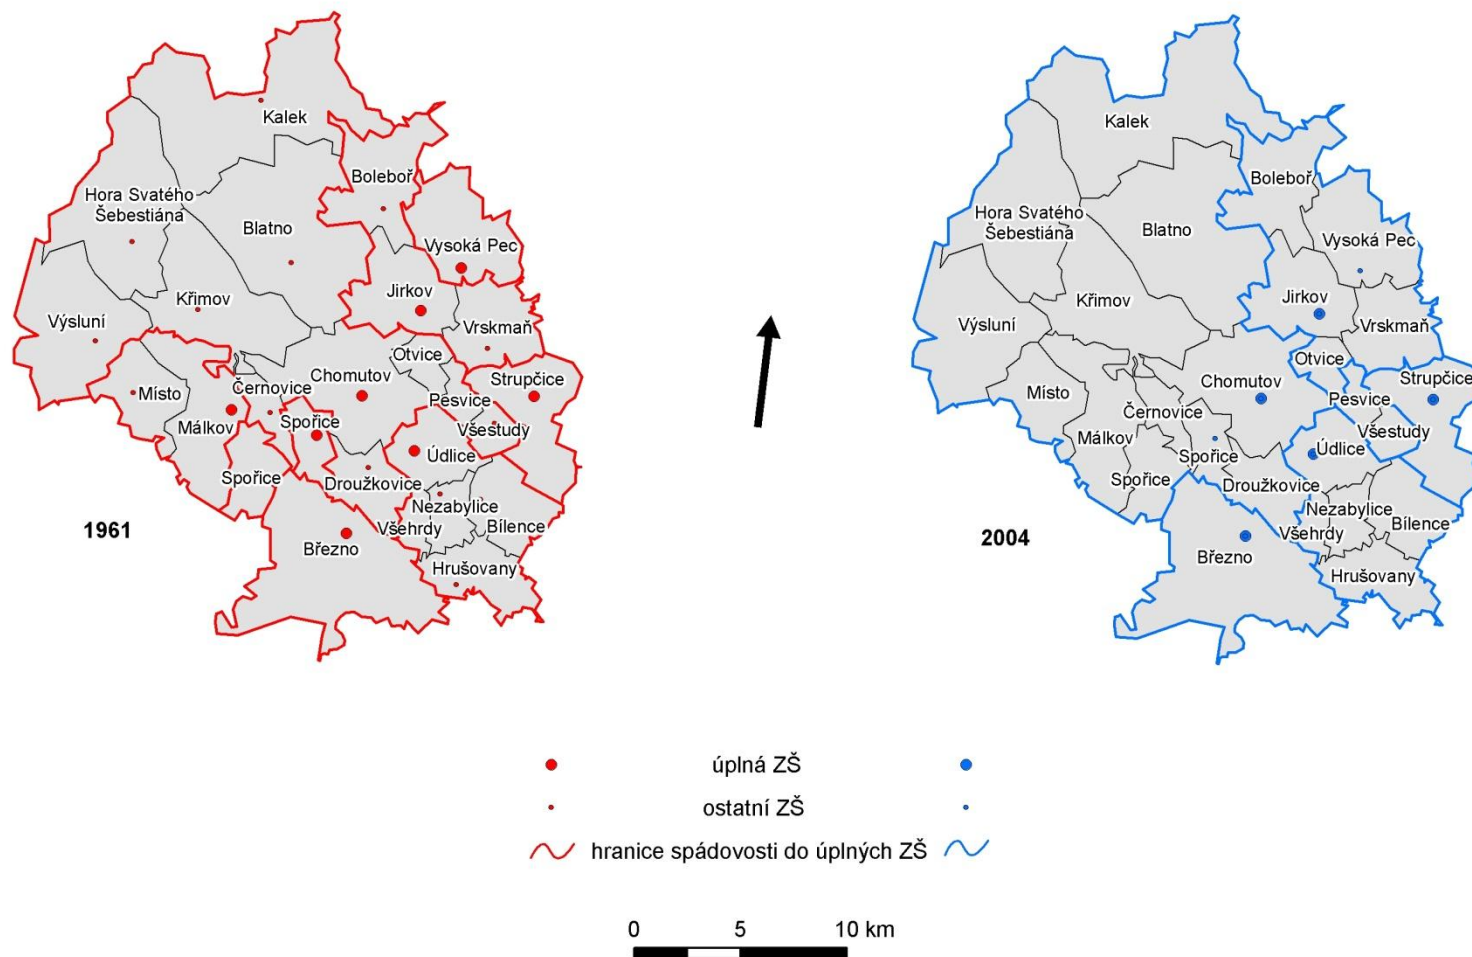 Kalek
Boleboř
Hora Svatého
Šebestiána
Blatno
Vysoká Pec
Křimov
Jirkov
Výsluní
Vrskmaň
Otvice
Místo
Černovice
Chomutov
Strupčice
Pesvice
Málkov
Spořice
Všestudy
Údlice
Spořice
Droužkovice
Nezabylice
Všehrdy
Bílence
Březno
Hrušovany
1961
Kalek
Boleboř
Hora Svatého
Šebestiána
Blatno
Vysoká Pec
Křimov
Jirkov
Výsluní
Vrskmaň
Otvice
Místo
Chomutov
Strupčice
Pesvice
Černovice
Málkov
Všestudy
Údlice
Spořice
Spořice
Droužkovice
Nezabylice
Všehrdy
Bílence
Březno
Hrušovany
2004
úplná ZŠ
ostatní ZŠ
hranice spádovosti do úplných ZŠ
0 5 10 km